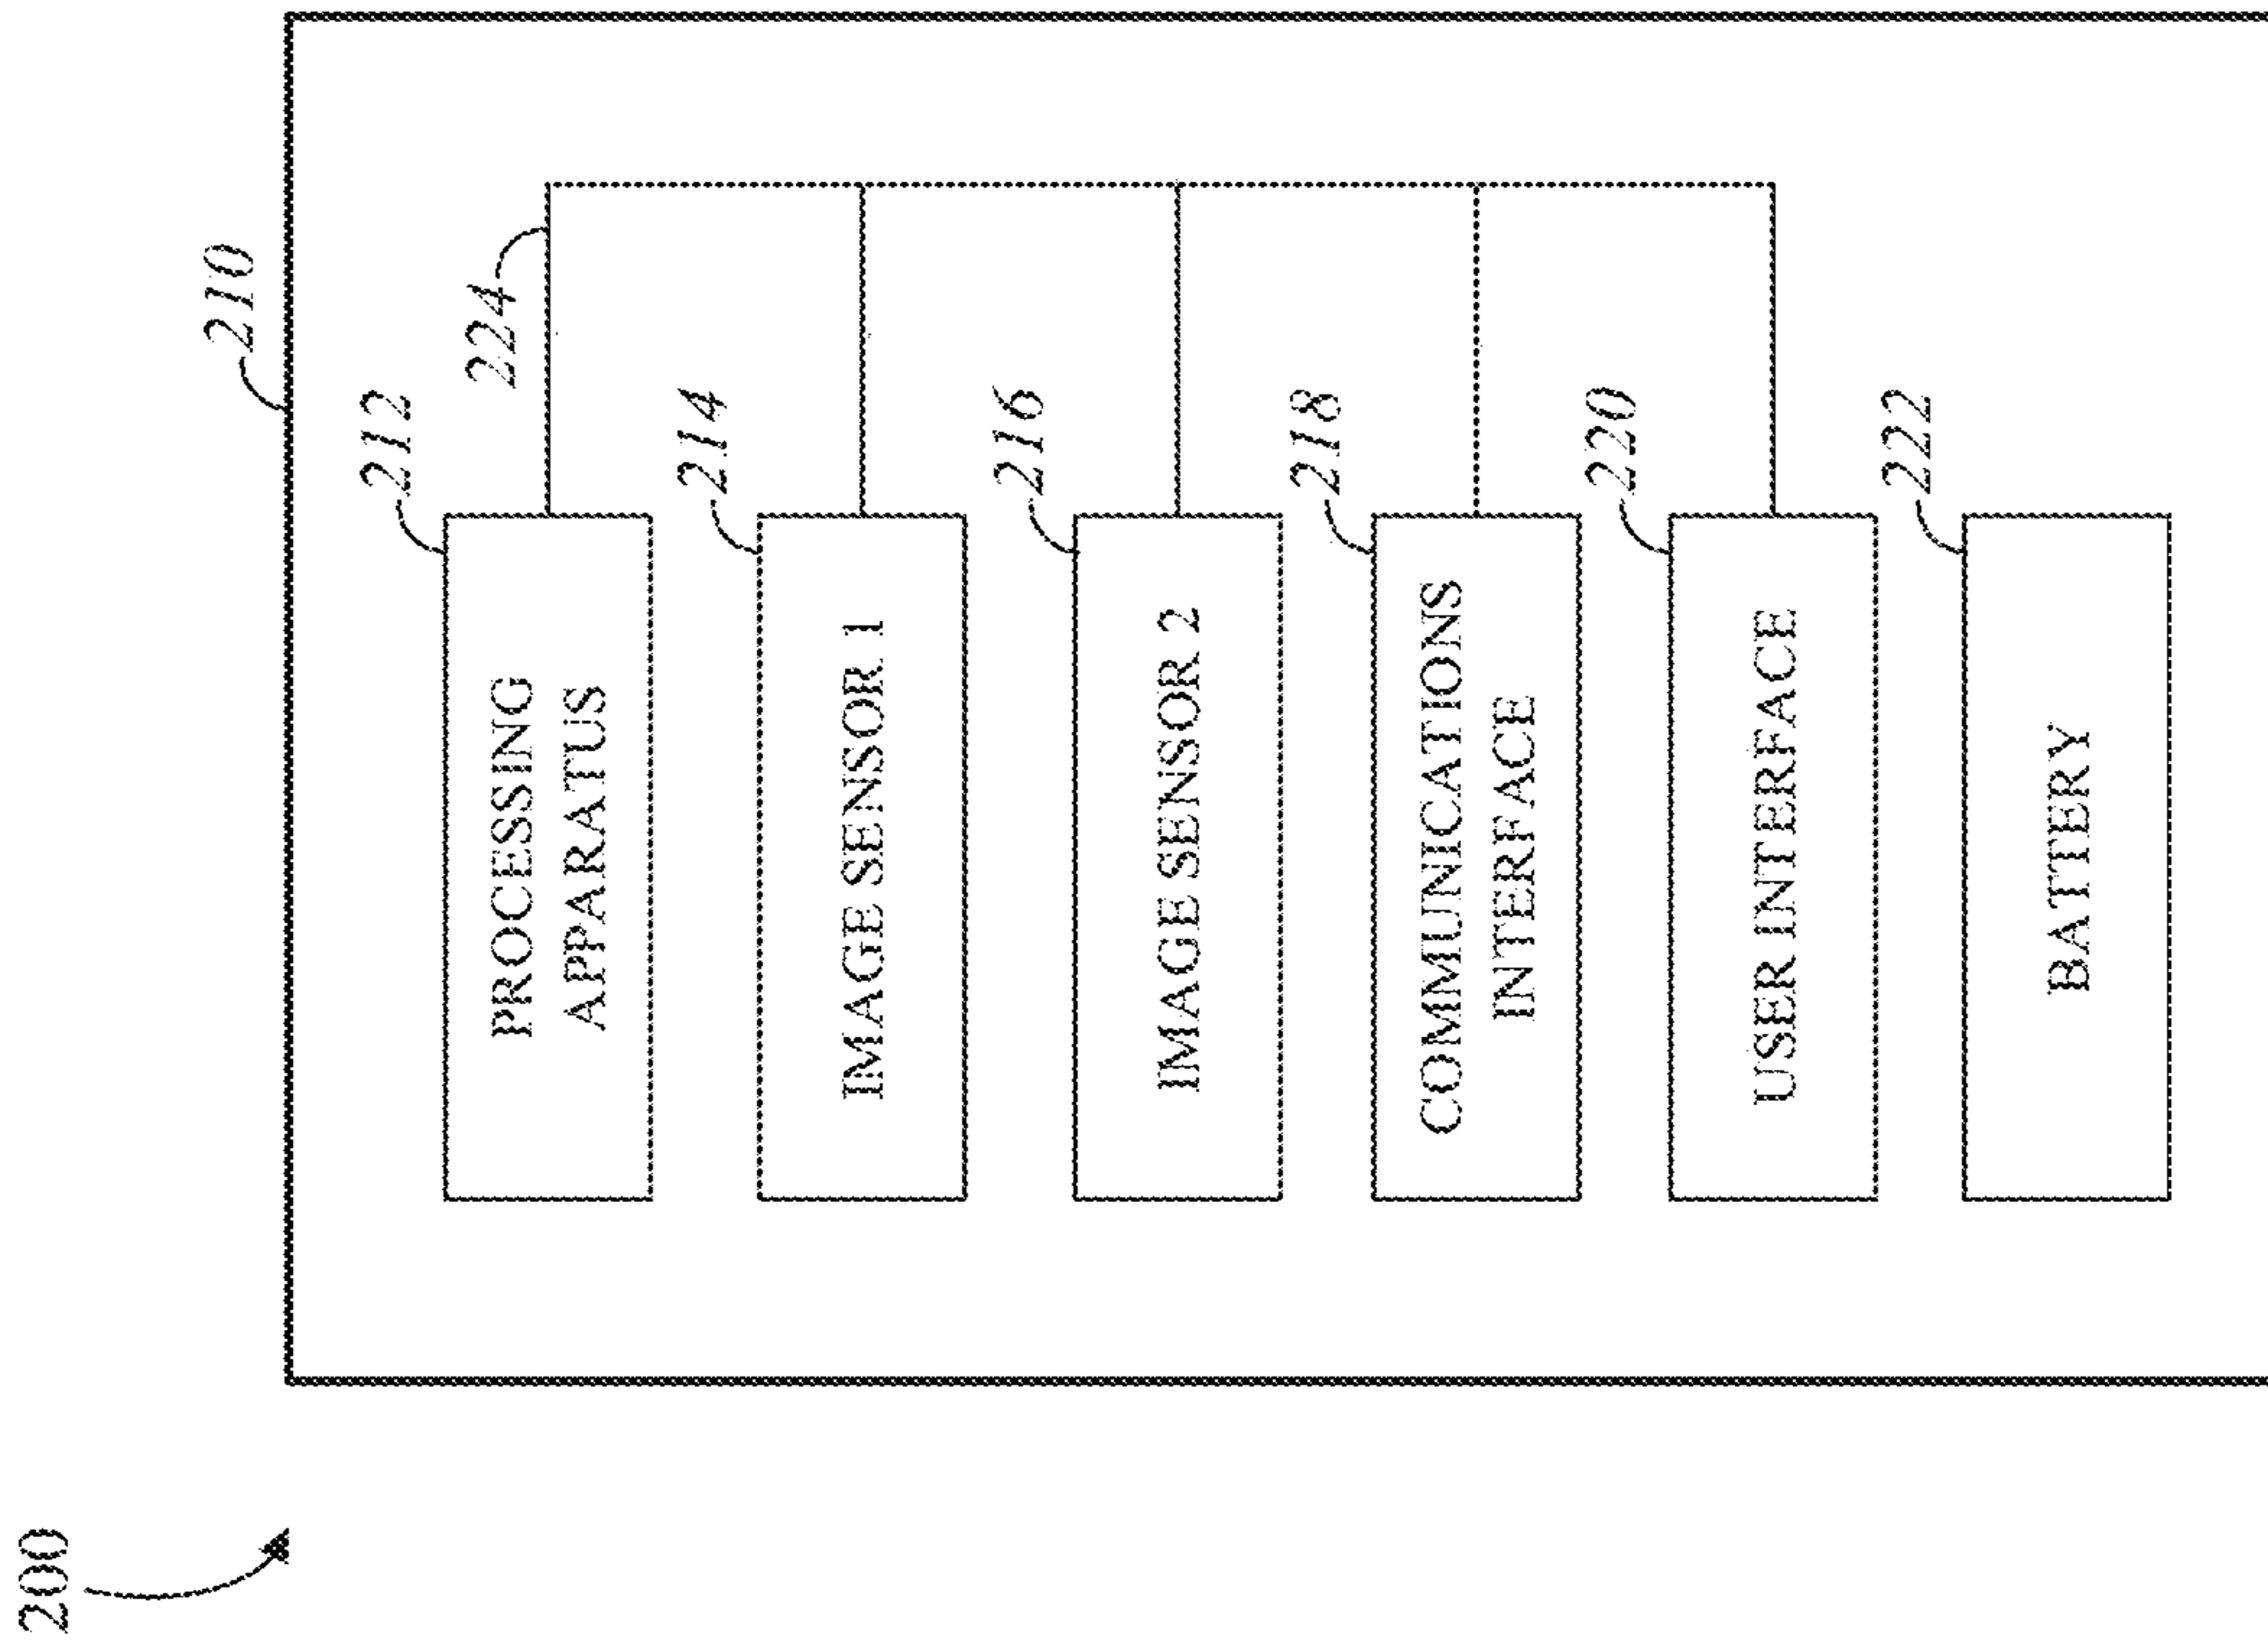 200
210
212
PROCESSING
APPARATUS
224
214
IMAGE SENSOR 1
216
IMAGE SENSOR 2
218
COMMUNICATIONS
INTERFACE
220
USER INTERFACE
222
BATTERY